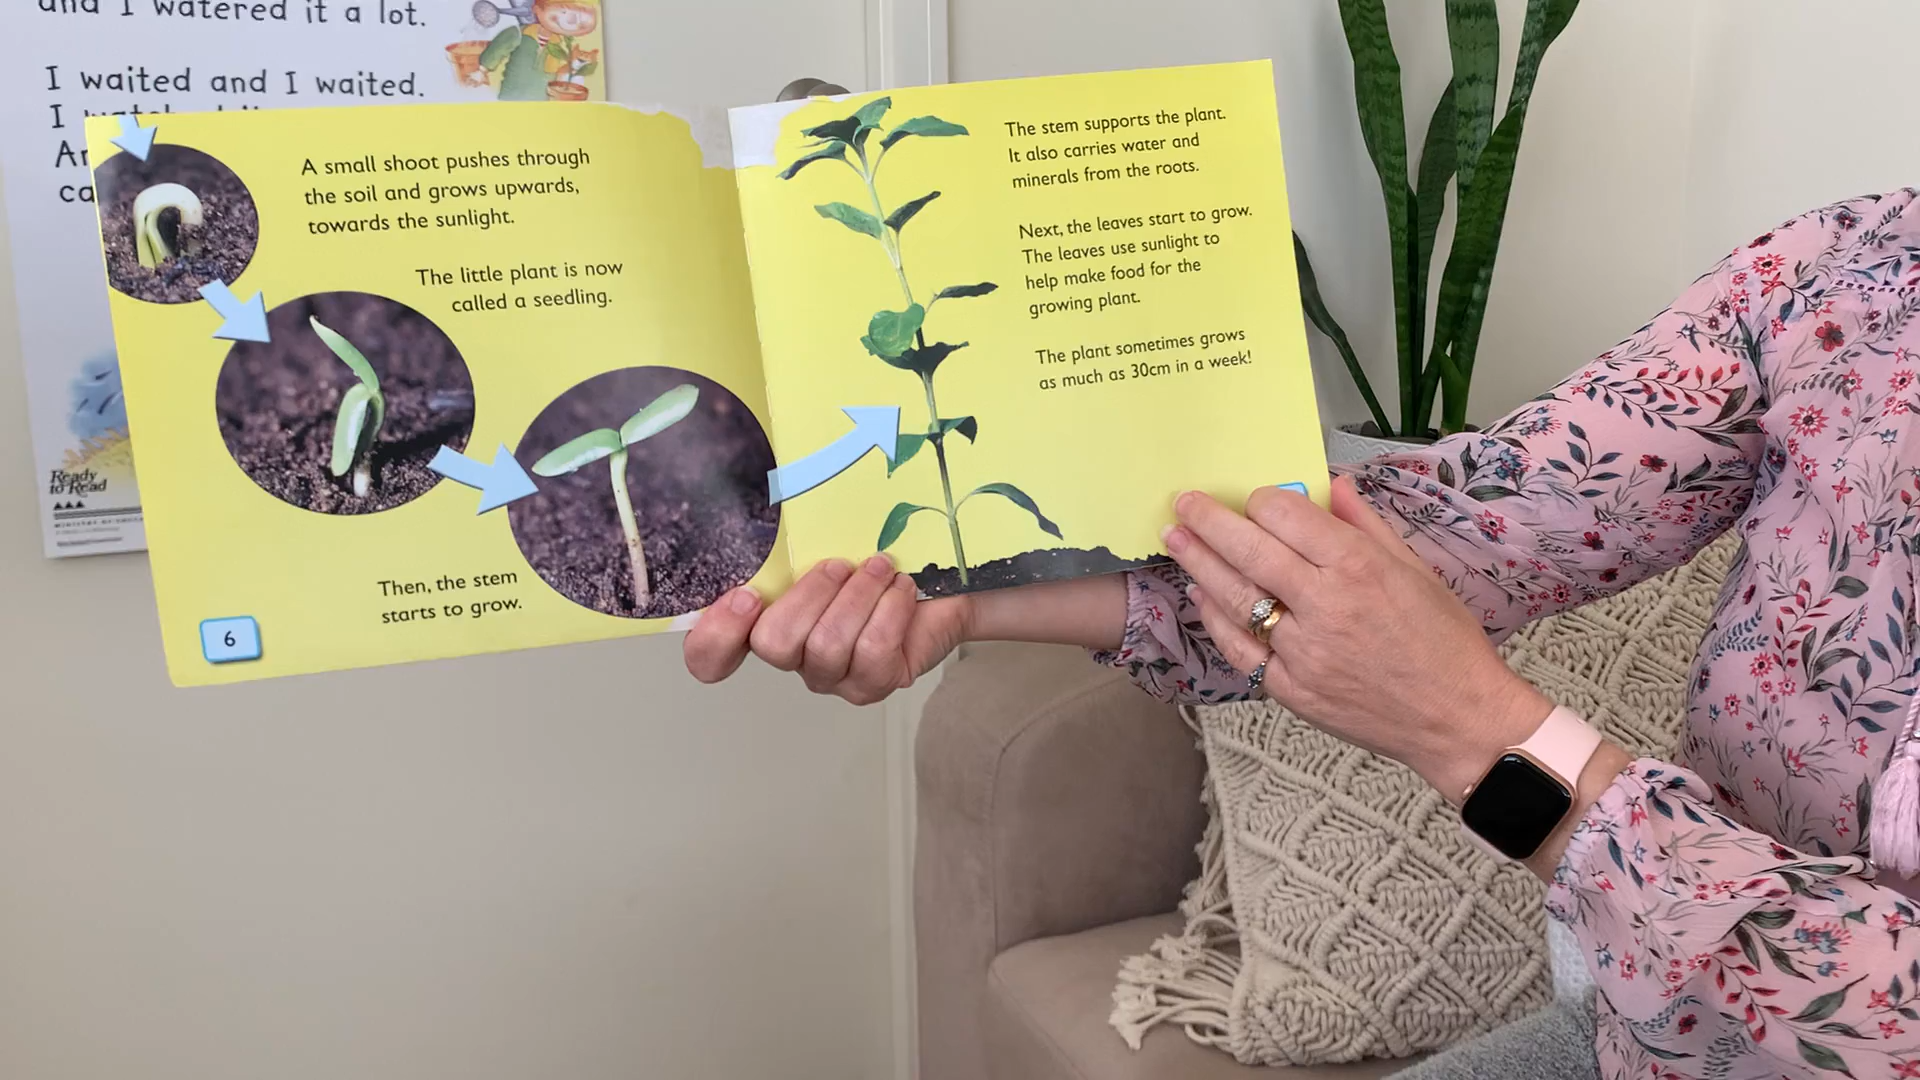 and I watered it a lot.
I waited and I waited.
I
Ready
to Read
A small shoot pushes through
the soil and grows upwards,
towards the sunlight.
The little plant is now
called a seedling.
Then, the stem
starts to grow.
6
The stem supports the plant.
It also carries water and
minerals from the roots.
Next, the leaves start to grow.
The leaves use sunlight to
help make food for the
growing plant.
The plant sometimes grows
as much as 30cm in a week!